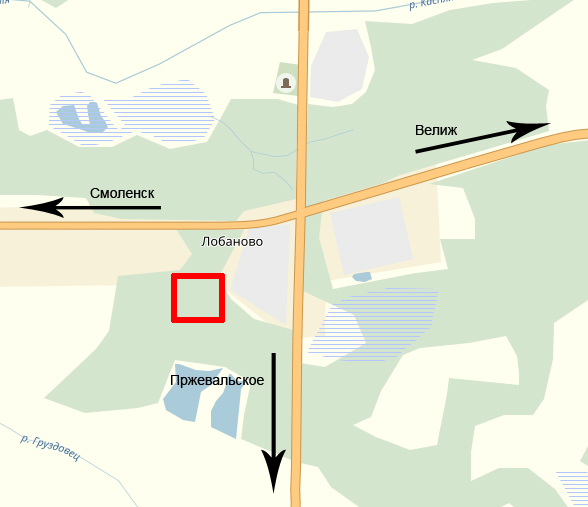 р. Каспля
Велиж
Смоленск
Лобаново
Пржевальское
р. Груздовец